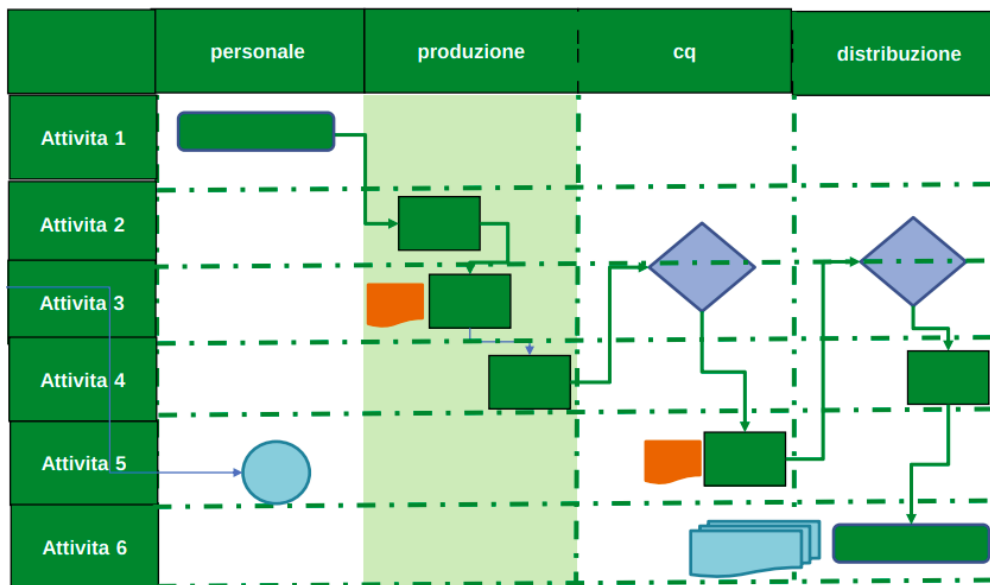 personale
produzione
cq
distribuzione
Attivita 1
Attivita 2
Attivita 3
Attivita 4
Attivita 5
Attivita 6